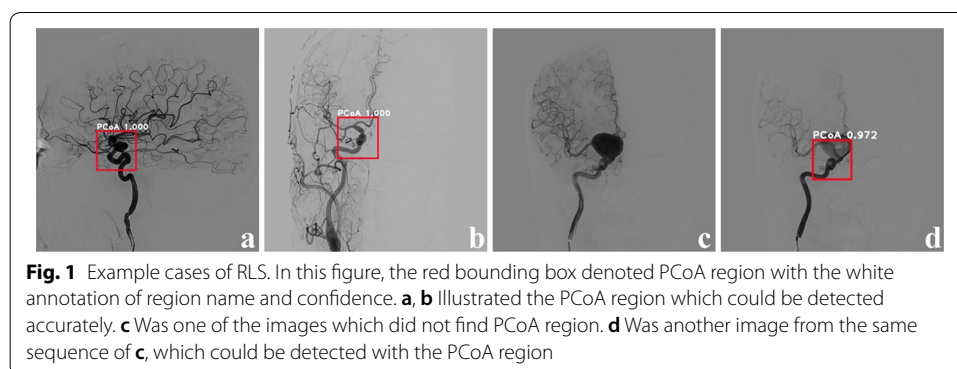 PCoA 1.000
a
PCoA 1.000
b
c
PCoA 0.972
d
Fig. 1 Example cases of RLS. In this figure, the red bounding box denoted PCoA region with the white
annotation of region name and confidence. a, b Illustrated the PCoA region which could be detected
accurately. c Was one of the images which did not find PCoA region. d Was another image from the same
sequence of c, which could be detected with the PCoA region